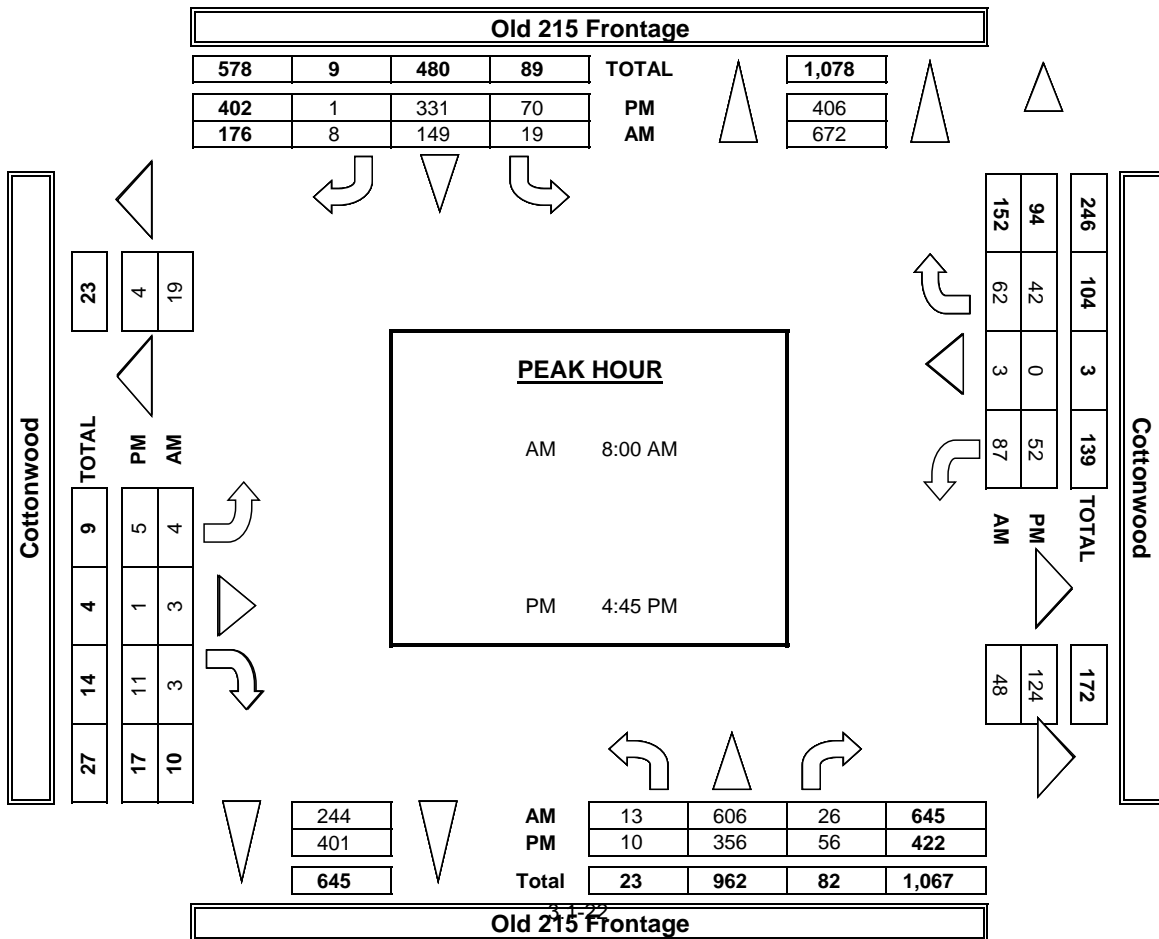 Old 215 Frontage
578 9 480 89 TOTAL 1,078
402 1 331 70 PM 406
176 8 149 19 AM 672
Cottonwood
23 4 19
TOTAL PM AM
9 5 4
4 1 3
14 11 3
27 17 10
PEAK HOUR
AM 8:00 AM
PM 4:45 PM
152 94 246
62 42 104
3 0 3
87 52 139
AM PM TOTAL
48 124 172
Cottonwood
244 AM 13 606 26 645
401 PM 10 356 56 422
645 Total 23 962 82 1,067
3.1-22
Old 215 Frontage